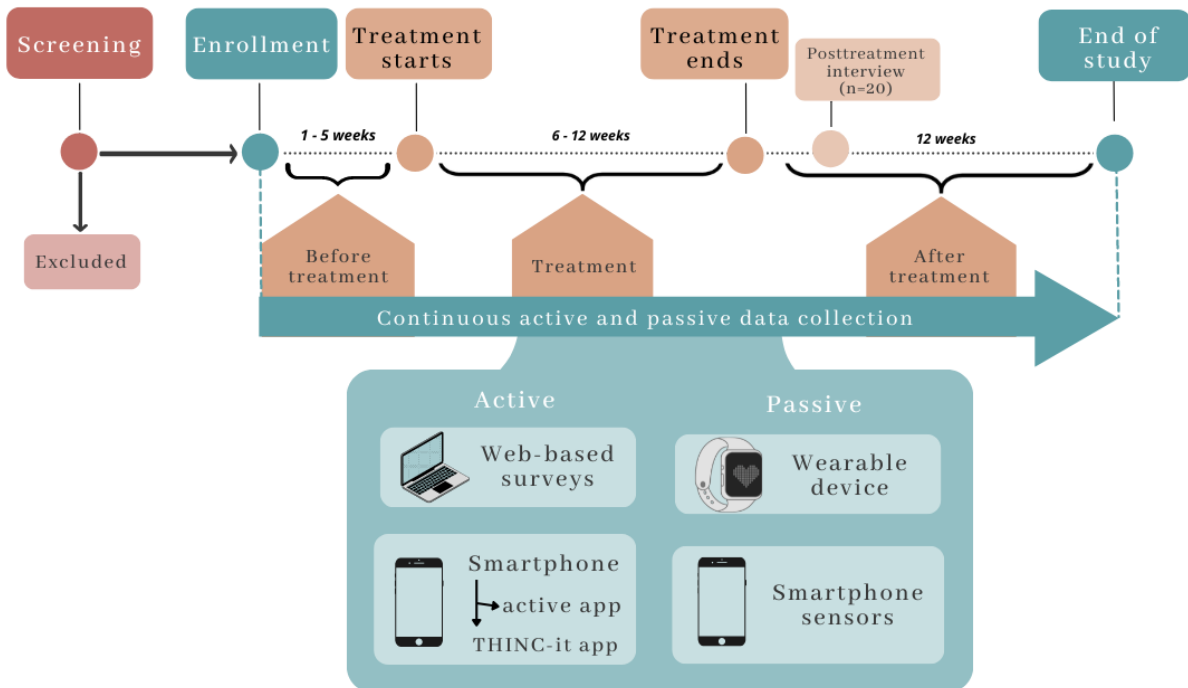 Screening
Enrollment
Treatment
starts
Treatment
ends
Posttreatment
interview
(n=20)
End of
study
1 - 5 weeks
6 - 12 weeks
12 weeks
Excluded
Before
treatment
Treatment
After
treatment
Continuous active and passive data collection
Active
Passive
Web-based
surveys
Wearable
device
Smartphone
active app
THINC-it app
Smartphone
sensors